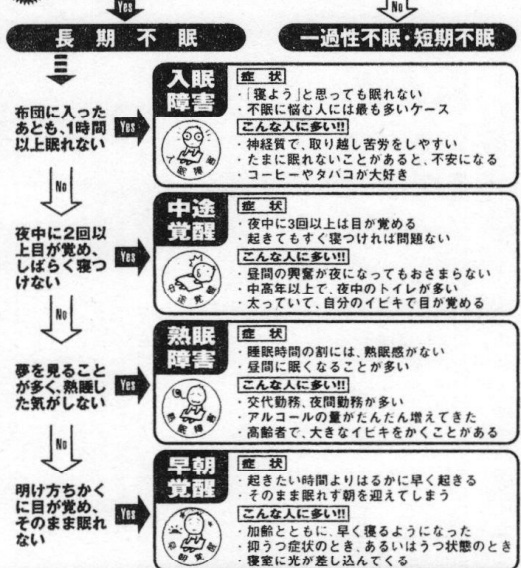 Yes
No
長期不眠
一過性不眠・短期不眠
布団に入った
あとも、1時間
以上眠れない
Yes
入眠
障害
入眠障害
症状
・「寝よう」と思っても眠れない
・不眠に悩む人には最も多いケース
こんな人に多い!!
・神経質で、取り越し苦労をしやすい
・たまに眠れないことがあると、不安になる
・コーヒーやタバコが大好き
No
夜中に2回以
上目が覚め、
しばらく寝つ
けない
Yes
中途
覚醒
中途覚醒
症状
・夜中に3回以上は目が覚める
・起きてもすぐ寝つければ問題ない
こんな人に多い!!
・昼間の興奮が夜になってもおさまらない
・中高年以上で、夜中のトイレが多い
・太っていて、自分のイビキで目が覚める
No
夢を見ること
が多く、熟睡し
た気がしない
Yes
熟眠
障害
熟眠障害
症状
・睡眠時間の割には、熟眠感がない
・昼間に眠くなることが多い
こんな人に多い!!
・交代勤務、夜間勤務が多い
・アルコールの量がだんだん増えてきた
・高齢者で、大きなイビキをかくことがある
No
明け方ちかく
に目が覚め、
そのまま眠れ
ない
Yes
早朝
覚醒
早朝覚醒
症状
・起きたい時間よりはるかに早く起きる
・そのまま眠れず朝を迎えてしまう
こんな人に多い!!
・加齢とともに、早く寝るようになった
・抑うつ症状のとき、あるいはうつ状態のとき
・寝室に光が差し込んでくる